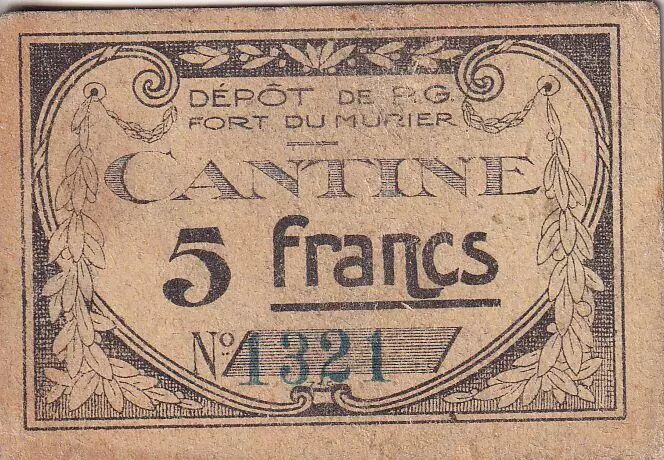 DÉPÔT DE P.G.
FORT DU MURIER
CANTINE
5 francs
No 1321